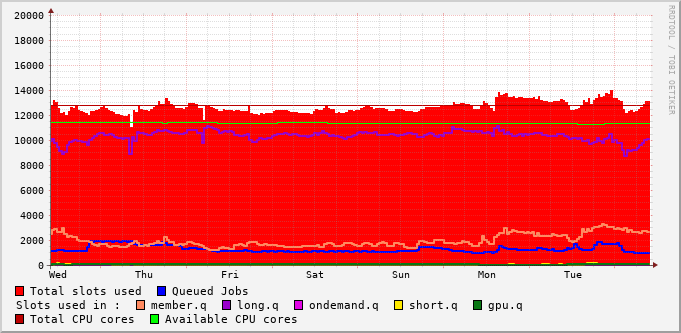 20000
18000
16000
14000
12000
10000
8000
6000
4000
2000
0
Wed Thu Fri Sat Sun Mon Tue
RRDTOOL / TOBI OETIKER
Total slots used Queued Jobs
Slots used in : member.q long.q ondemand.q short.q gpu.q
Total CPU cores Available CPU cores